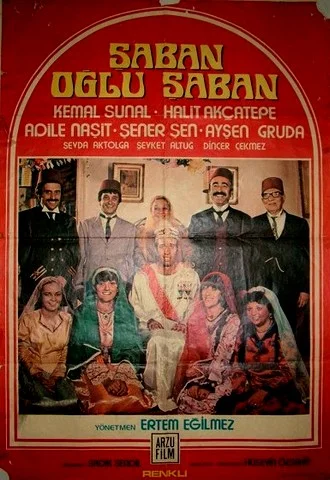 ŞABAN
OĞLU ŞABAN
KEMAL SUNAL · HALİT AKÇATEPE
ADİLE NAŞİT · ŞENER ŞEN · AYŞEN GRUDA
SEVDA AKTOLGA ŞEVKET ALTUĞ DİNÇER ÇEKMEZ
YÖNETMEN ERTEM EĞİLMEZ
ARZU
FİLM
RENKLİ